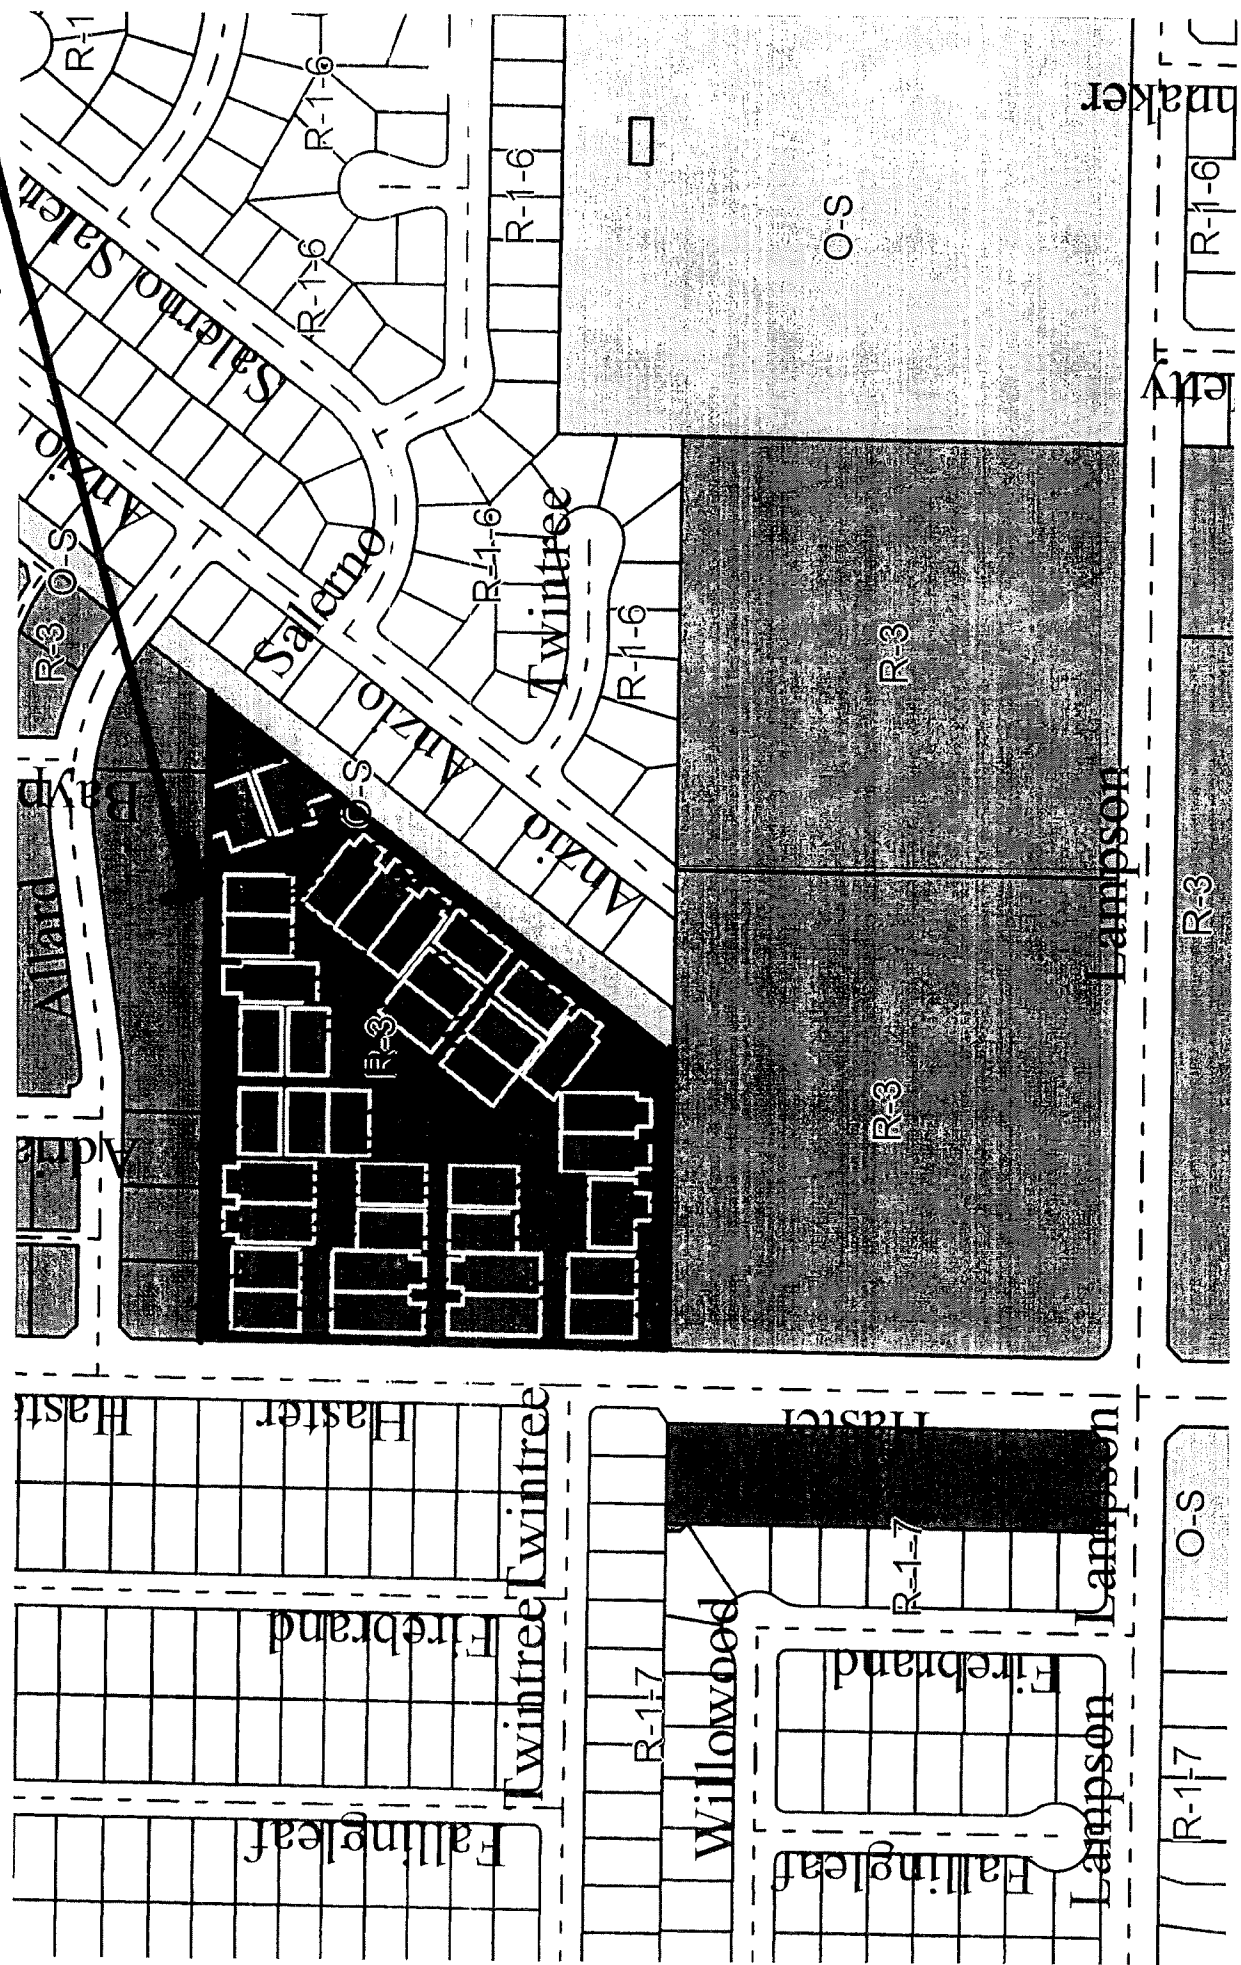 R-1
R-1-6
R-1-6
R-1-6
O-S
R-1-6
Salerno
Salerno
Anzio
O-S
R-3
Salerno
R-1-6
Twintree
R-1-6
R-3
Anzio
Anzio
O-S
Allard
R-3
R-3
Lampson
R-3
Haster
Haster
Twintree
Lampson
O-S
Firebrand
Twintree
R-1-7
Willowood
R-1-7
Firebrand
Lampson
R-1-7
Fallingleaf
Fallingleaf